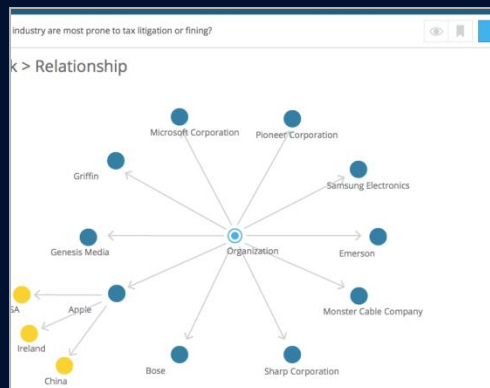 industry are most prone to tax litigation or fining?
k > Relationship
Microsoft Corporation
Pioneer Corporation
Griffin
Samsung Electronics
Genesis Media
Organization
Emerson
GA
Apple
Monster Cable Company
Ireland
Bose
Sharp Corporation
China